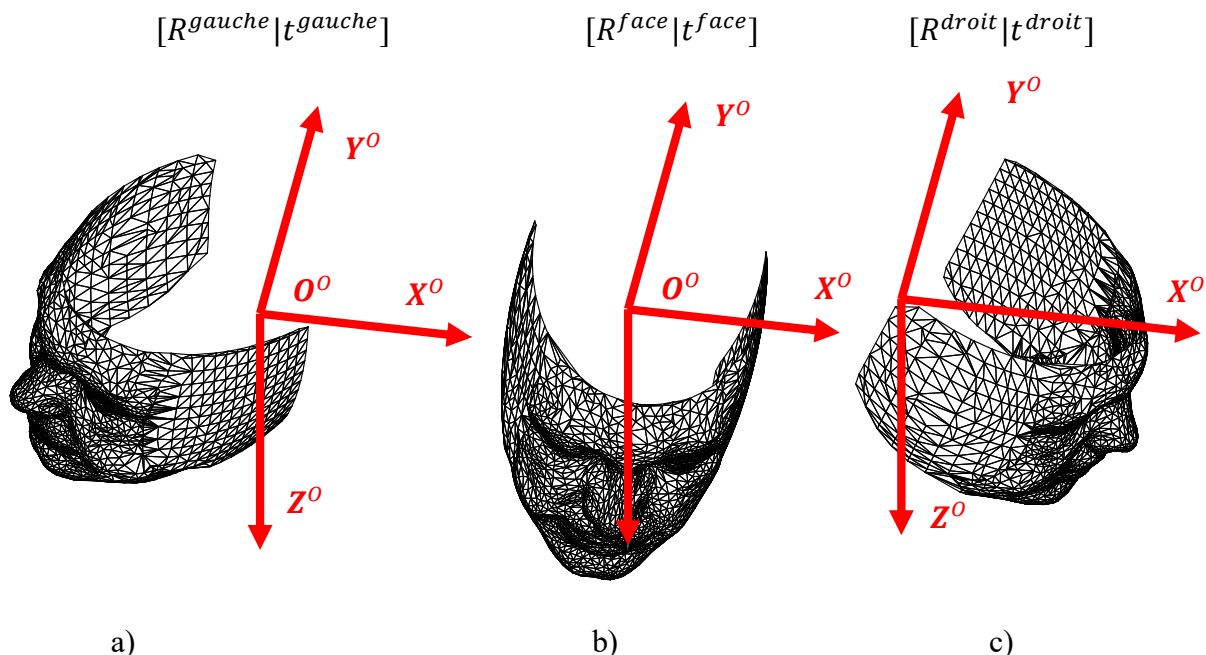 [R^{gauche}|t^{gauche}] [R^{face}|t^{face}] [R^{droit}|t^{droit}]
Y^O Y^O Y^O
O^O X^O O^O X^O X^O
Z^O Z^O
a) b) c)